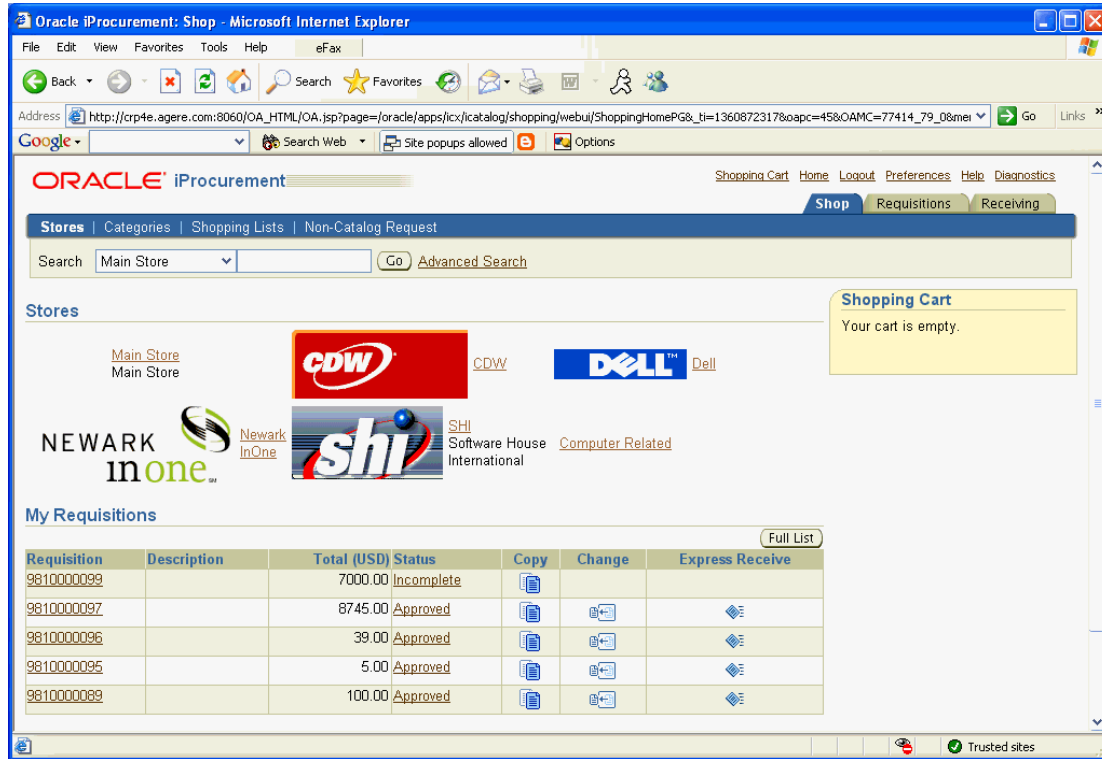 Oracle iProcurement: Shop - Microsoft Internet Explorer
File Edit View Favorites Tools Help eFax
Back Search Favorites
Address http://crp4e.agere.com:8060/OA_HTML/OA.jsp?page=/oracle/apps/icx/icatalog/shopping/webui/ShoppingHomePG&_ti=1360872317&oapc=45&OAMC=77414_79_0&me Go Links »
Google Search Web Site popups allowed Options
ORACLE iProcurement
Shopping Cart Home Logout Preferences Help Diagnostics
Shop Requisitions Receiving
Stores | Categories | Shopping Lists | Non-Catalog Request
Search Main Store Go Advanced Search
Stores
Shopping Cart
Your cart is empty.
Main Store
Main Store
CDW CDW
DELL™ Dell
NEWARK
inone℠
Newark
InOne
shi
SHI
Software House
International
Computer Related
My Requisitions
Full List
Requisition Description Total (USD) Status Copy Change Express Receive
9810000099 7000.00 Incomplete
9810000097 8745.00 Approved
9810000096 39.00 Approved
9810000095 5.00 Approved
9810000089 100.00 Approved
Trusted sites